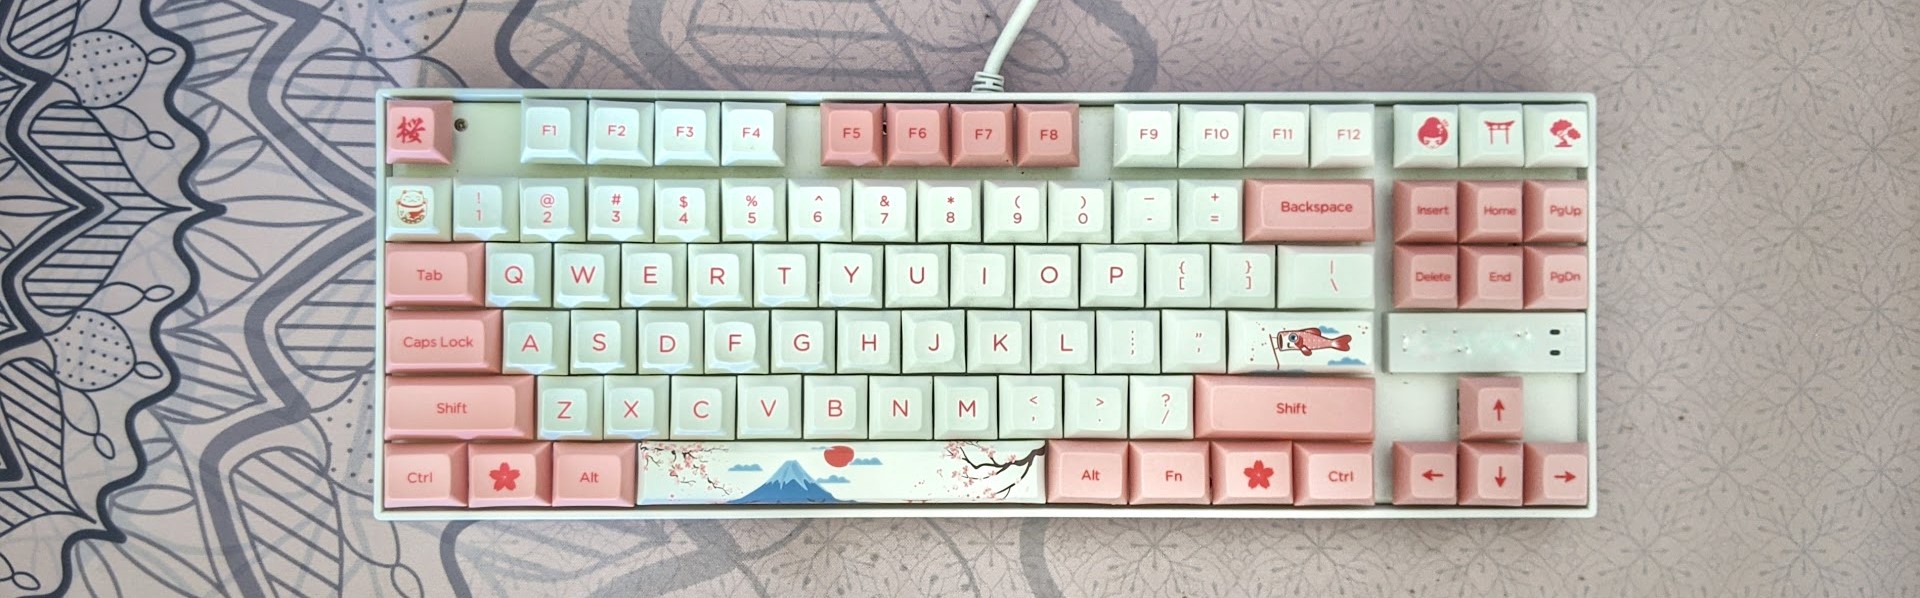 桜 F1 F2 F3 F4 F5 F6 F7 F8 F9 F10 F11 F12
! @ # $ % ^ & * ( ) — +
1 2 3 4 5 6 7 8 9 0 - = Backspace Insert Home PgUp
Tab Q W E R T Y U I O P { [ } ] | \ Delete End PgDn
Caps Lock A S D F G H J K L : ; " '
Shift Z X C V B N M < , > . ? / Shift ↑
Ctrl Alt Alt Fn Ctrl ← ↓ →